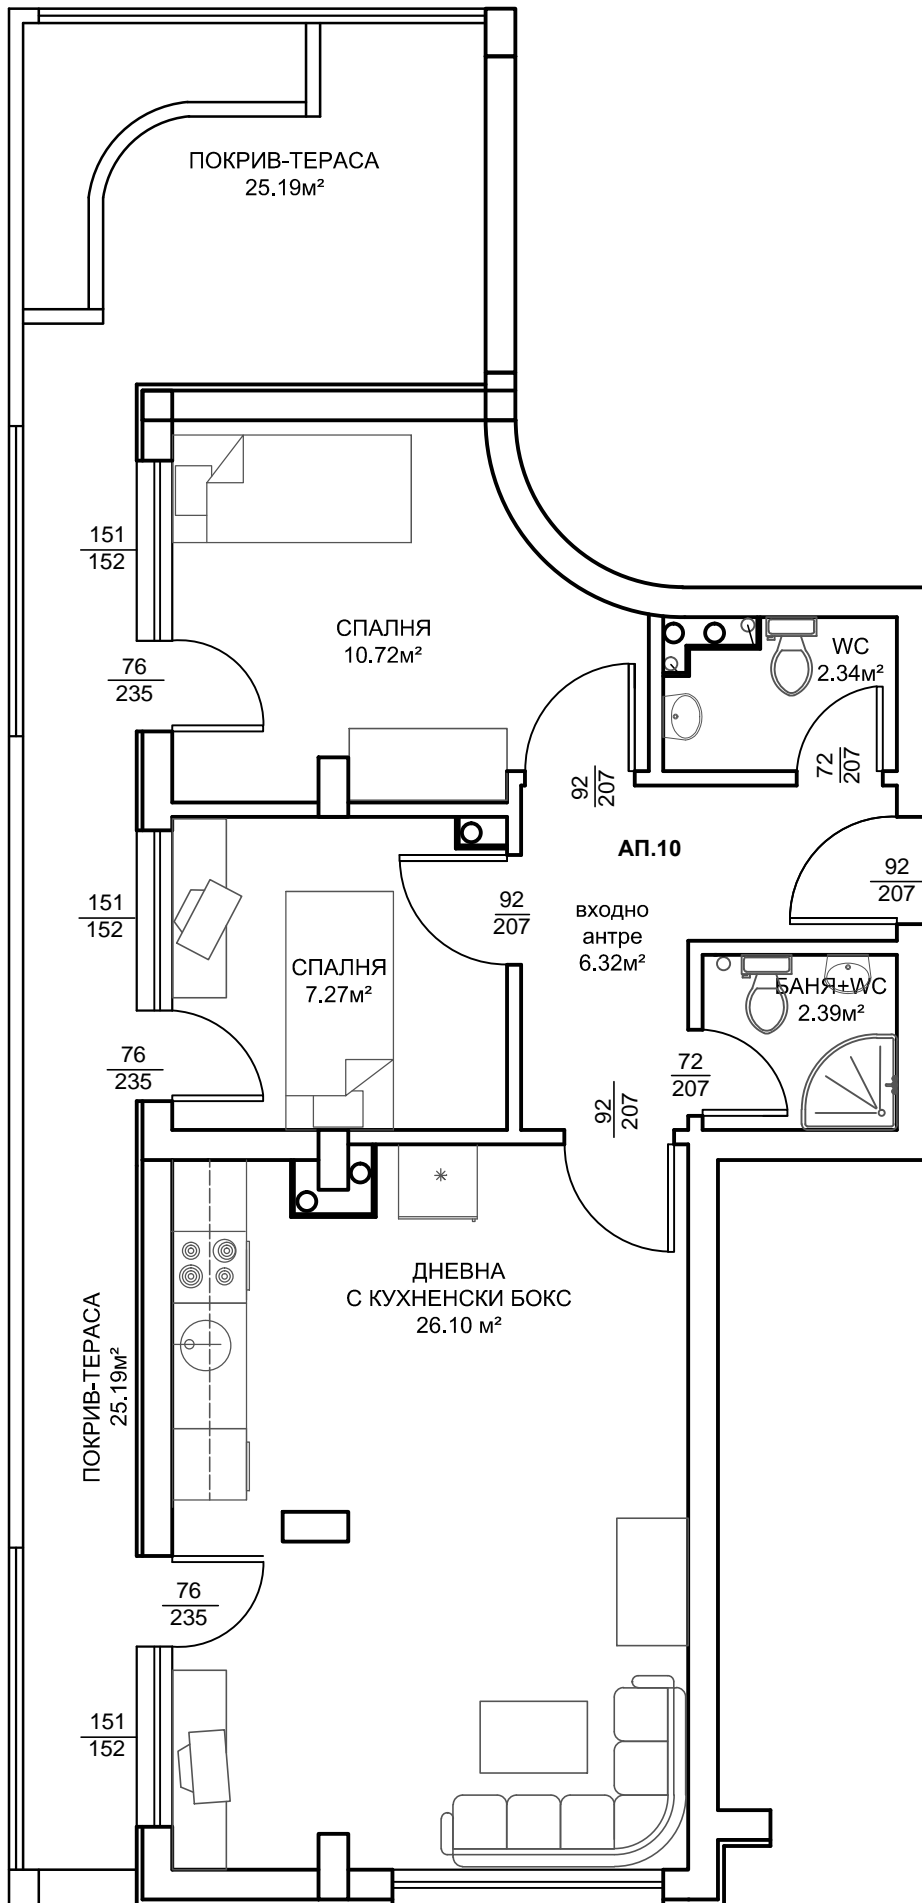 ПОКРИВ-ТЕРАСА
25.19м²
151
152
СПАЛНЯ
10.72м²
76
235
WC
2.34м²
72
207
92
207
АП.10
92
207
151
152
92
207
входно
антре
6.32м²
СПАЛНЯ
7.27м²
БАНЯ+WC
2.39м²
76
235
72
207
92
207
ДНЕВНА
С КУХНЕНСКИ БОКС
26.10 м²
ПОКРИВ-ТЕРАСА
25.19м²
76
235
151
152